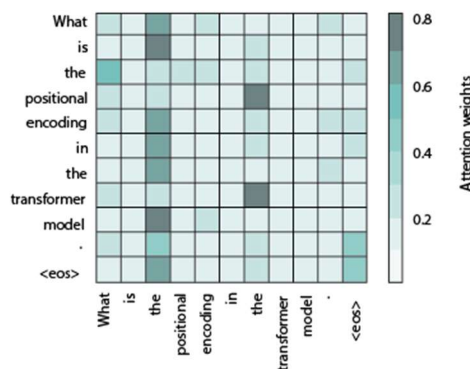 What
is
the
positional
encoding
in
the
transformer
model
.
<eos>
What
is
the
positional
encoding
in
the
transformer
model
.
<eos>
0.8
0.6
0.4
0.2
Attention weights